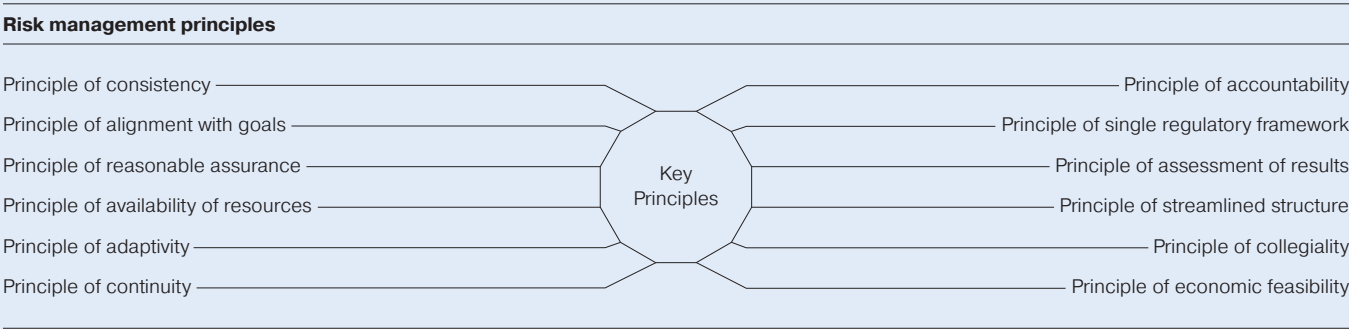 Risk management principles
Principle of consistency
Principle of alignment with goals
Principle of reasonable assurance
Principle of availability of resources
Principle of adaptivity
Principle of continuity
Key
Principles
Principle of accountability
Principle of single regulatory framework
Principle of assessment of results
Principle of streamlined structure
Principle of collegiality
Principle of economic feasibility